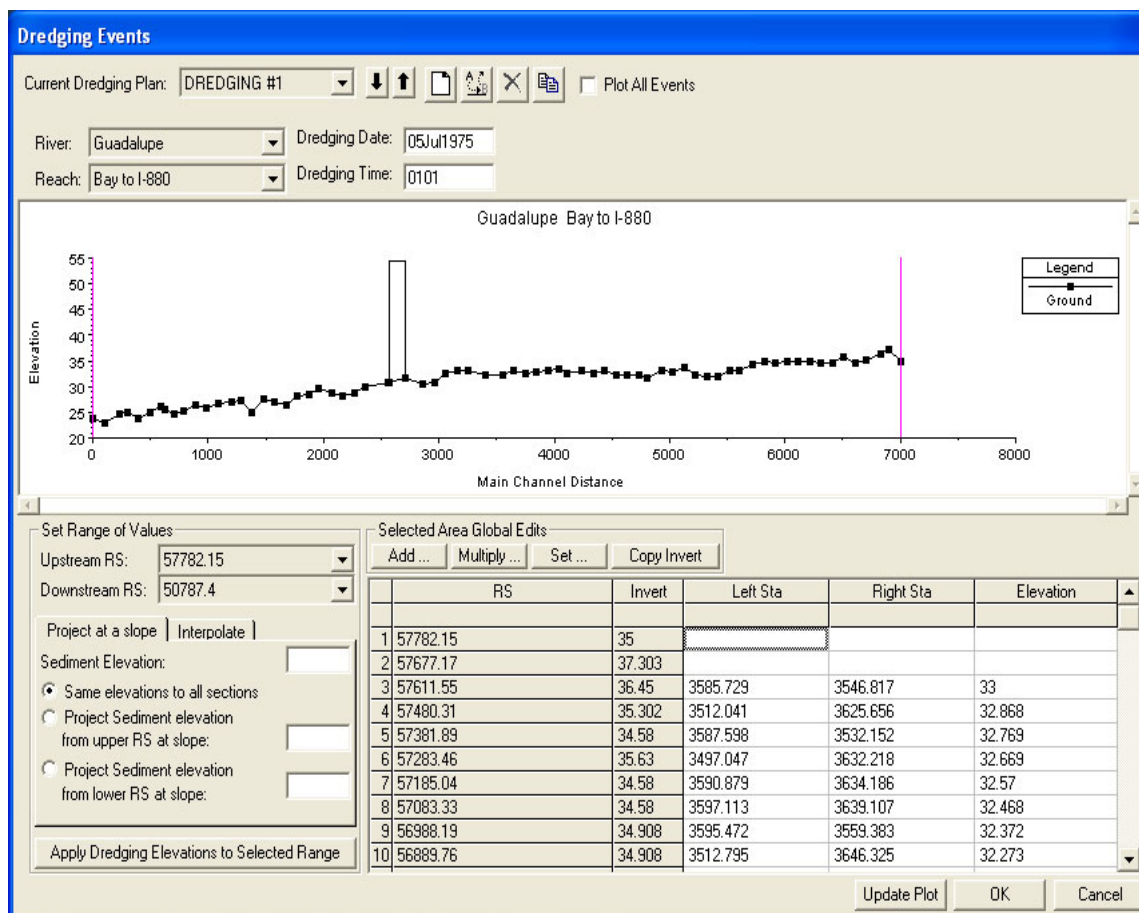 Dredging Events
Current Dredging Plan: DREDGING #1 Plot All Events
River: Guadalupe Dredging Date: 05Jul1975
Reach: Bay to I-880 Dredging Time: 0101
Guadalupe Bay to I-880
Elevation
55
50
45
40
35
30
25
20
0 1000 2000 3000 4000 5000 6000 7000 8000
Main Channel Distance
Legend
Ground
Set Range of Values
Upstream RS: 57782.15
Downstream RS: 50787.4
Project at a slope Interpolate
Sediment Elevation:
Same elevations to all sections
Project Sediment elevation
from upper RS at slope:
Project Sediment elevation
from lower RS at slope:
Apply Dredging Elevations to Selected Range
Selected Area Global Edits
Add ... Multiply ... Set ... Copy Invert
RS Invert Left Sta Right Sta Elevation
1 57782.15 35
2 57677.17 37.303
3 57611.55 36.45 3585.729 3546.817 33
4 57480.31 35.302 3512.041 3625.656 32.868
5 57381.89 34.58 3587.598 3532.152 32.769
6 57283.46 35.63 3497.047 3632.218 32.669
7 57185.04 34.58 3590.879 3634.186 32.57
8 57083.33 34.58 3597.113 3639.107 32.468
9 56988.19 34.908 3595.472 3559.383 32.372
10 56889.76 34.908 3512.795 3646.325 32.273
Update Plot OK Cancel